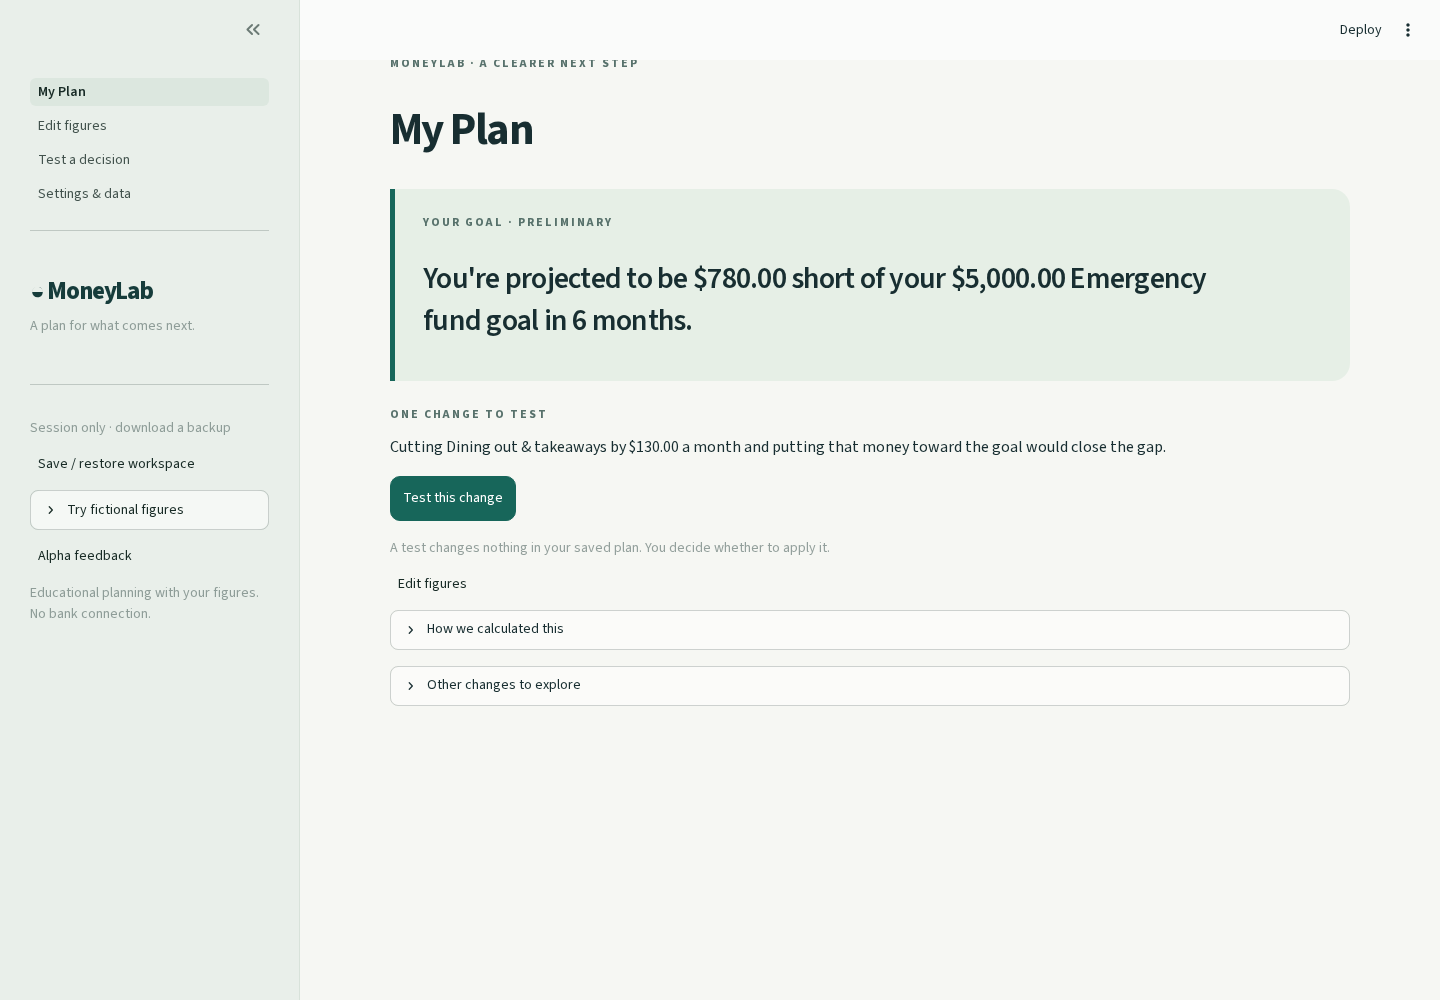 Deploy
My Plan
Edit figures
Test a decision
Settings & data
MoneyLab
A plan for what comes next.
Session only · download a backup
Save / restore workspace
Try fictional figures
Alpha feedback
Educational planning with your figures.
No bank connection.
MONEYLAB · A CLEARER NEXT STEP
My Plan
YOUR GOAL · PRELIMINARY
You're projected to be $780.00 short of your $5,000.00 Emergency
fund goal in 6 months.
ONE CHANGE TO TEST
Cutting Dining out & takeaways by $130.00 a month and putting that money toward the goal would close the gap.
Test this change
A test changes nothing in your saved plan. You decide whether to apply it.
Edit figures
How we calculated this
Other changes to explore